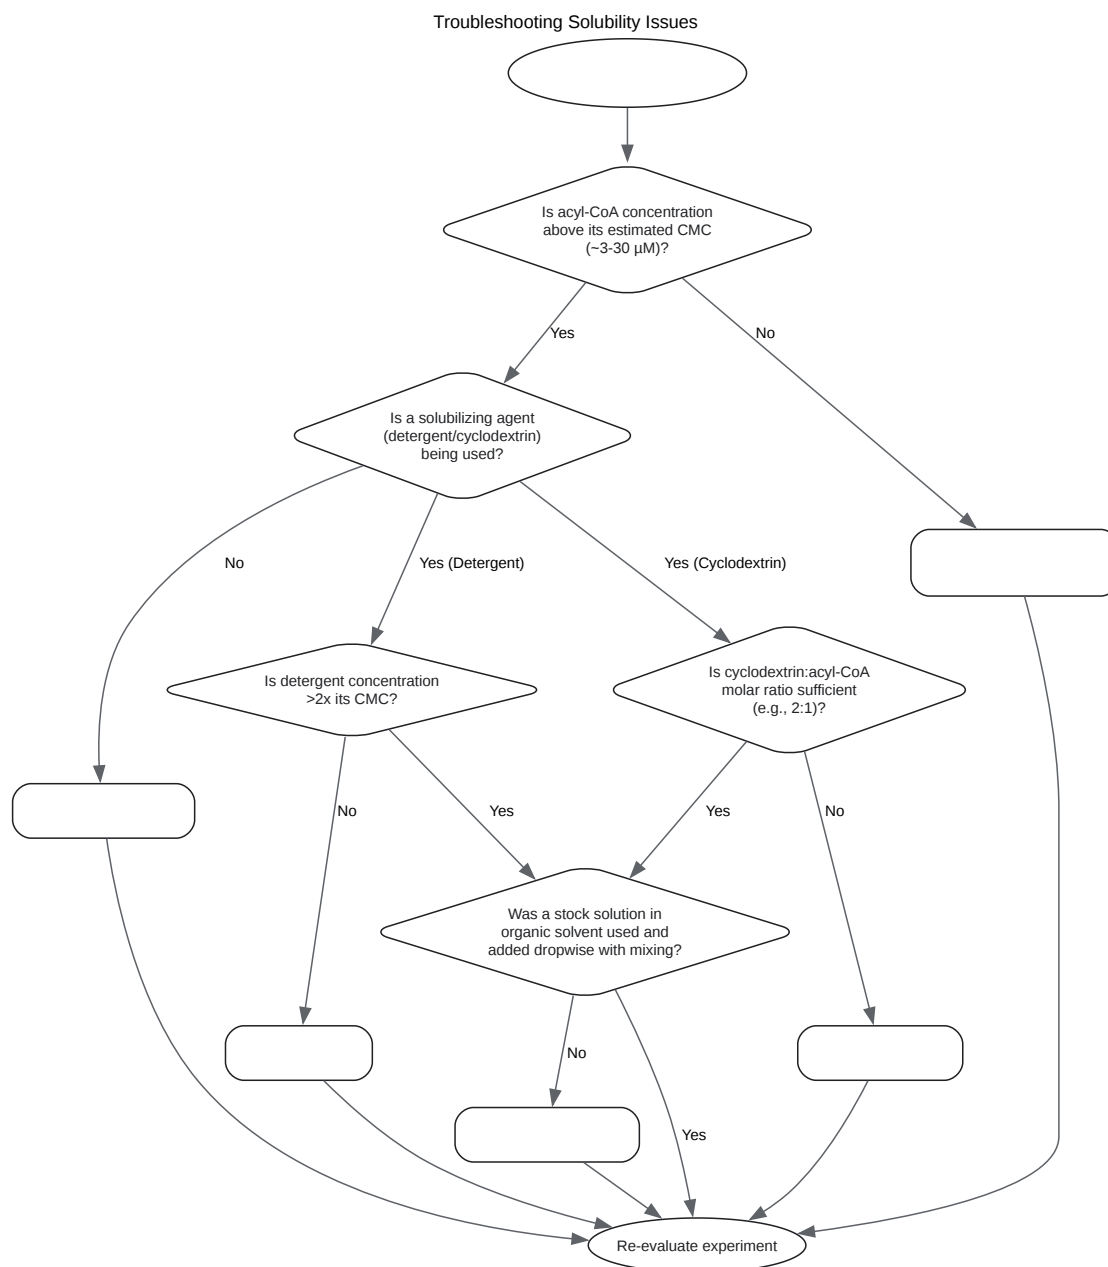 Troubleshooting Solubility Issues
Is acyl-CoA concentration
above its estimated CMC
(~3-30 µM)?
Yes
No
Is a solubilizing agent
(detergent/cyclodextrin)
being used?
No
Yes (Detergent)
Yes (Cyclodextrin)
Is detergent concentration
>2x its CMC?
Is cyclodextrin:acyl-CoA
molar ratio sufficient
(e.g., 2:1)?
No
Yes
Yes
No
Was a stock solution in
organic solvent used and
added dropwise with mixing?
No
Yes
Re-evaluate experiment